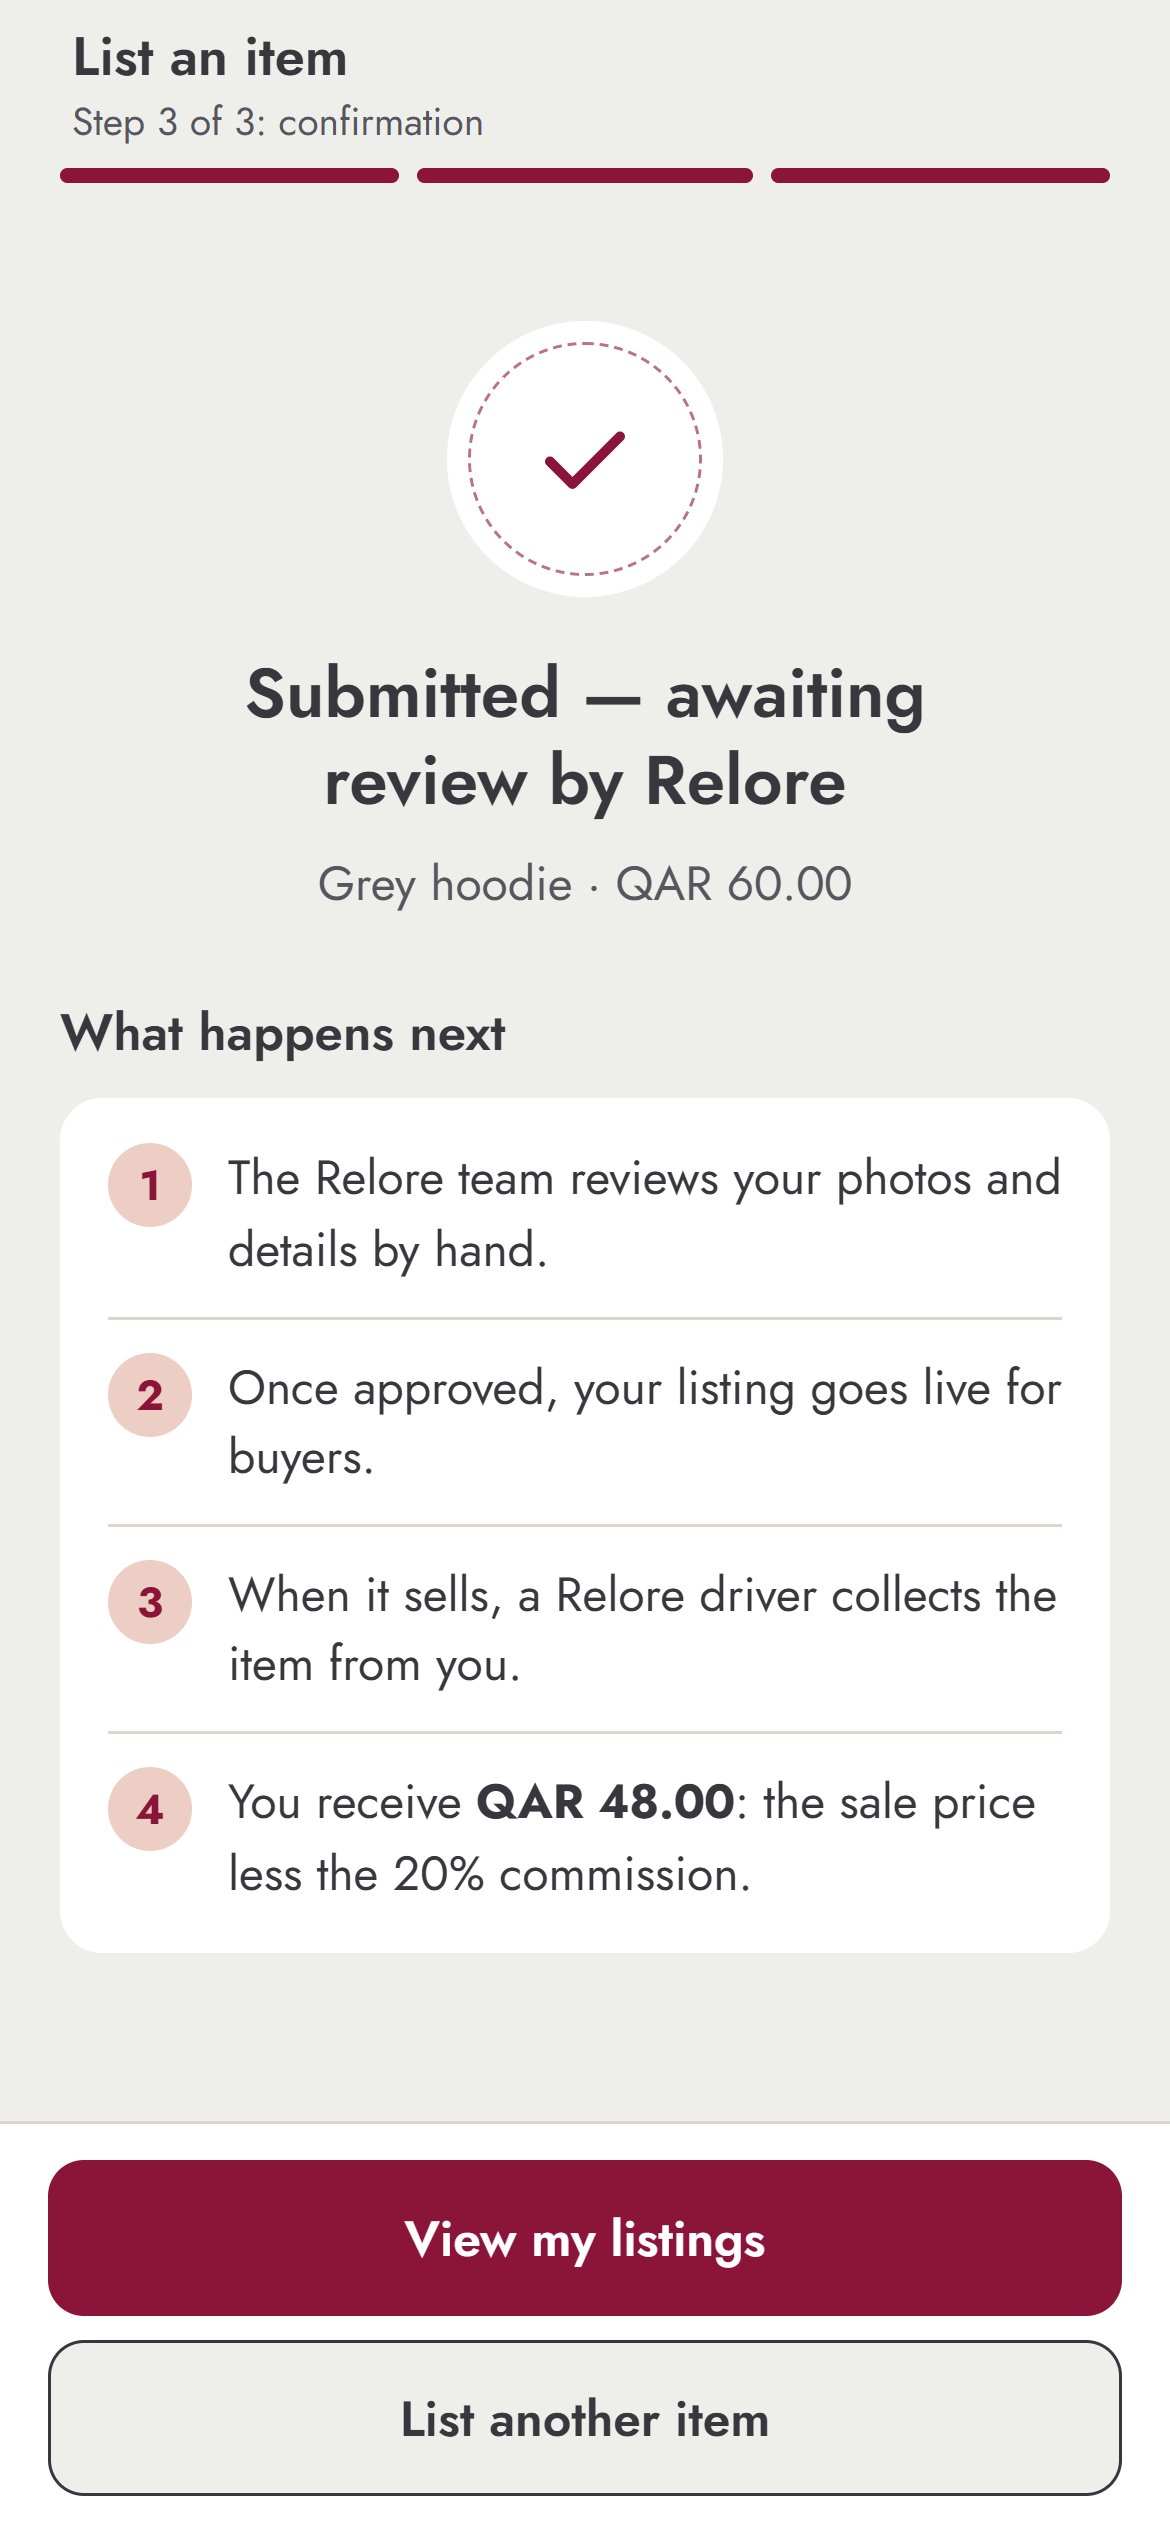 List an item
Step 3 of 3: confirmation
Submitted — awaiting
review by Relore
Grey hoodie · QAR 60.00
What happens next
1
The Relore team reviews your photos and
details by hand.
2
Once approved, your listing goes live for
buyers.
3
When it sells, a Relore driver collects the
item from you.
4
You receive QAR 48.00: the sale price
less the 20% commission.
View my listings
List another item